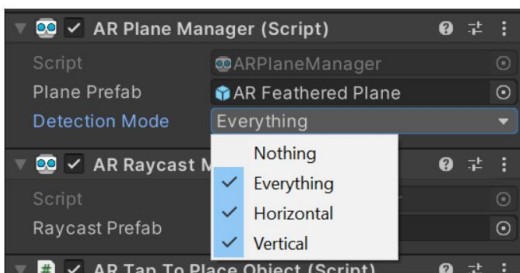 AR Plane Manager (Script)
Script ARPlaneManager
Plane Prefab AR Feathered Plane
Detection Mode Everything
Nothing
AR Raycast M
Everything
Script
Horizontal
Raycast Prefab
Vertical
AR Tap To Place Object (Script)